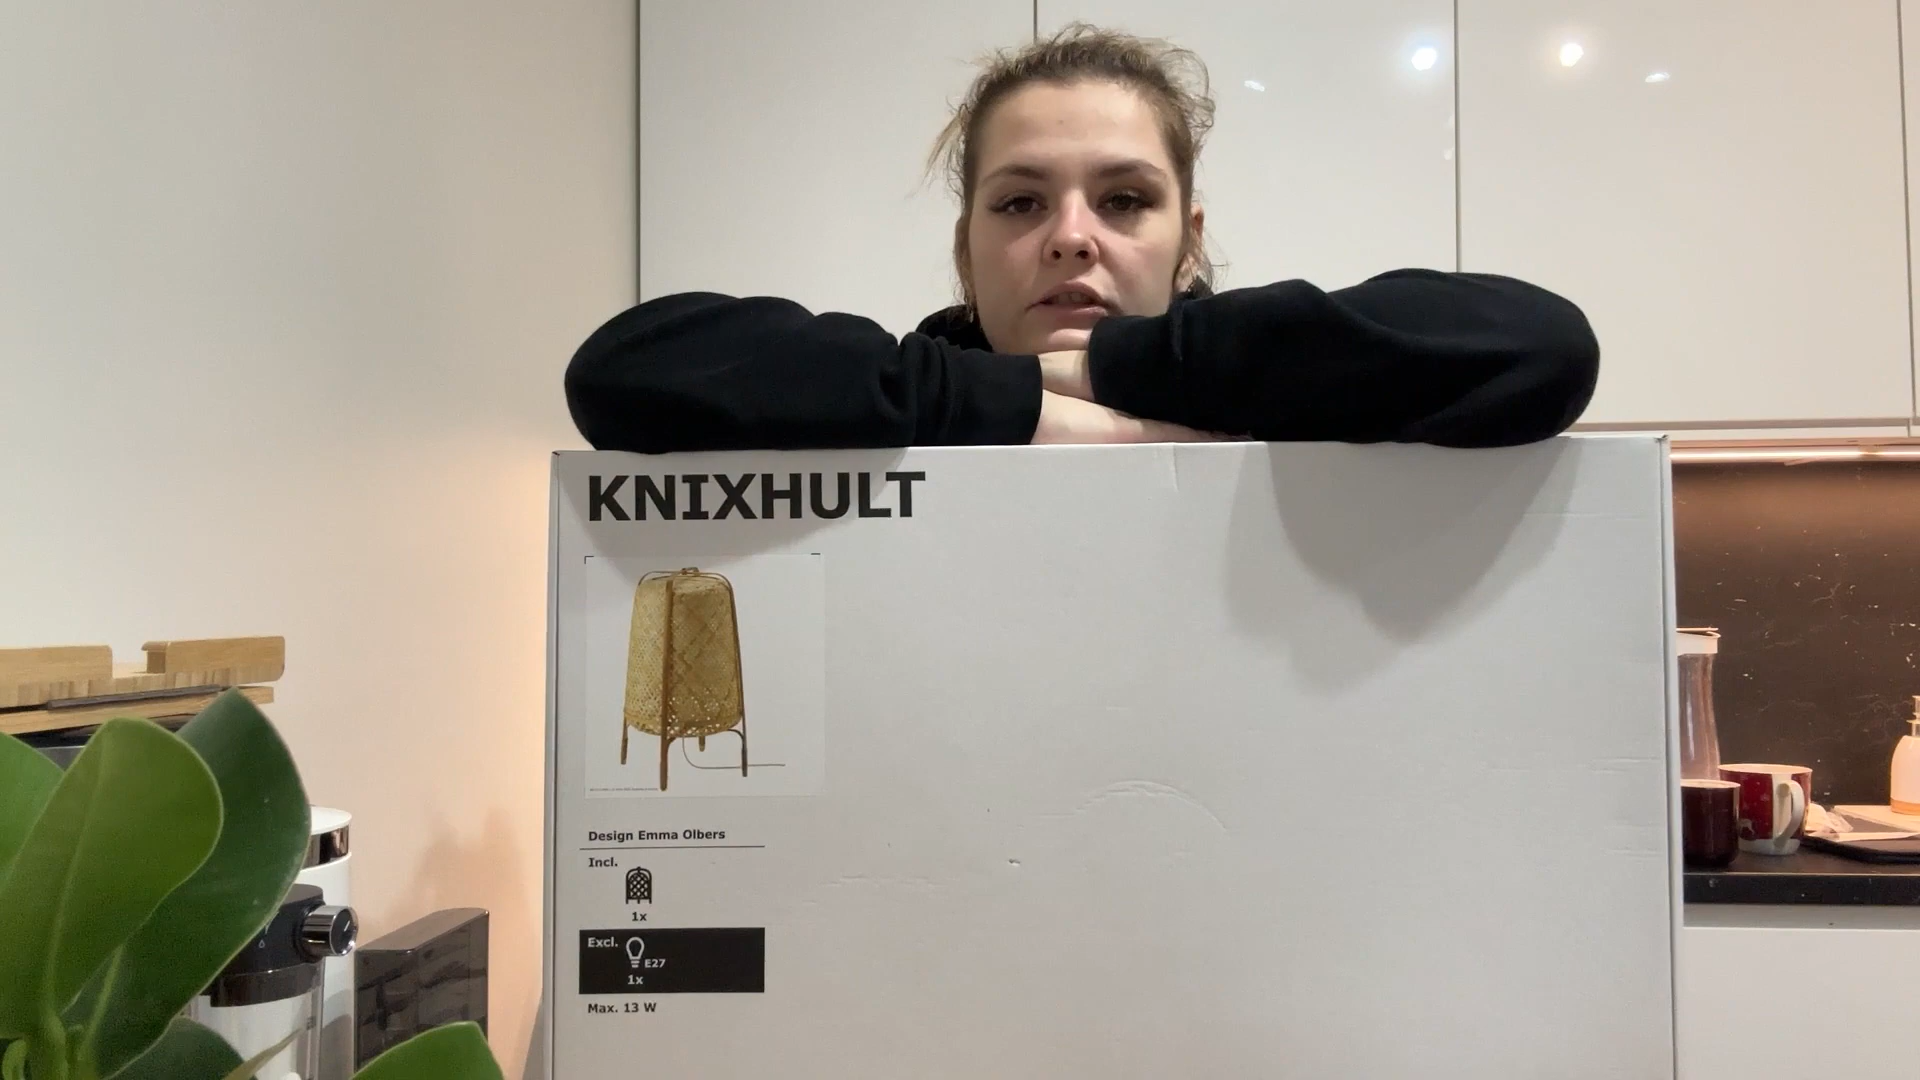 KNIXHULT
Design Emma Olbers
Incl.
1x
Excl.
E27
1x
Max. 13 W